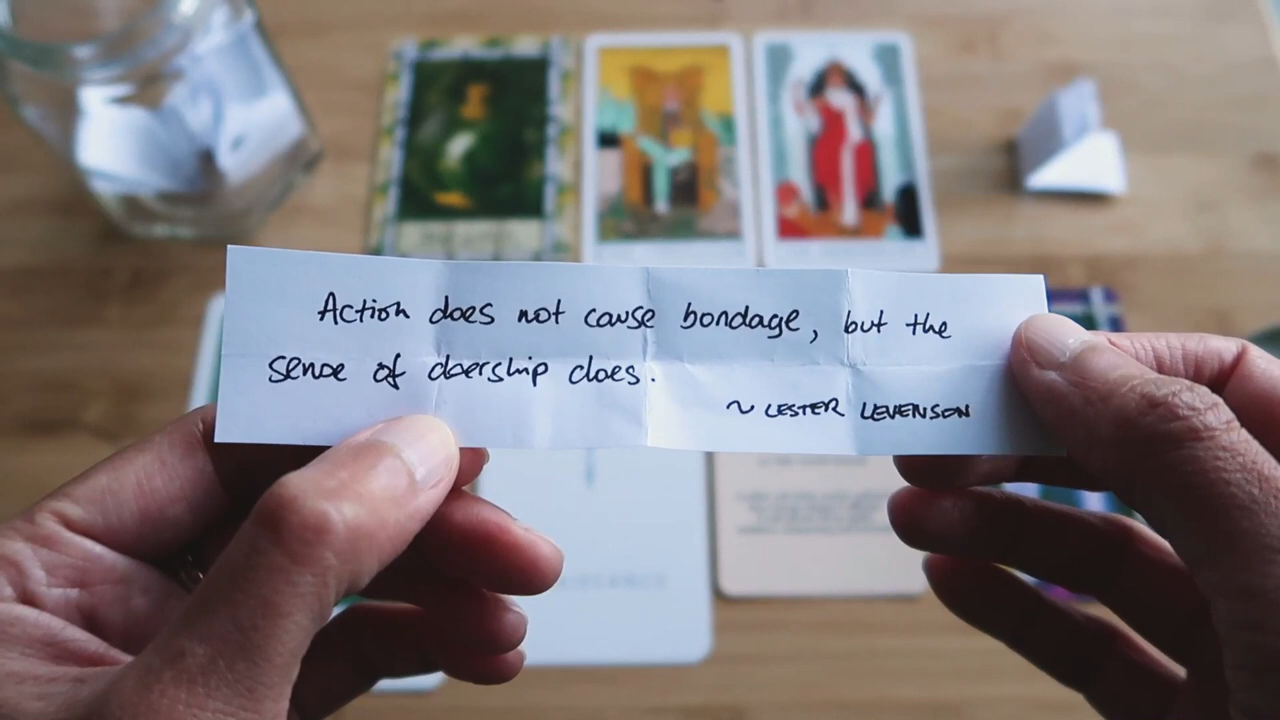 Action does not cause bondage, but the
sense of doership does.
~ LESTER LEVENSON